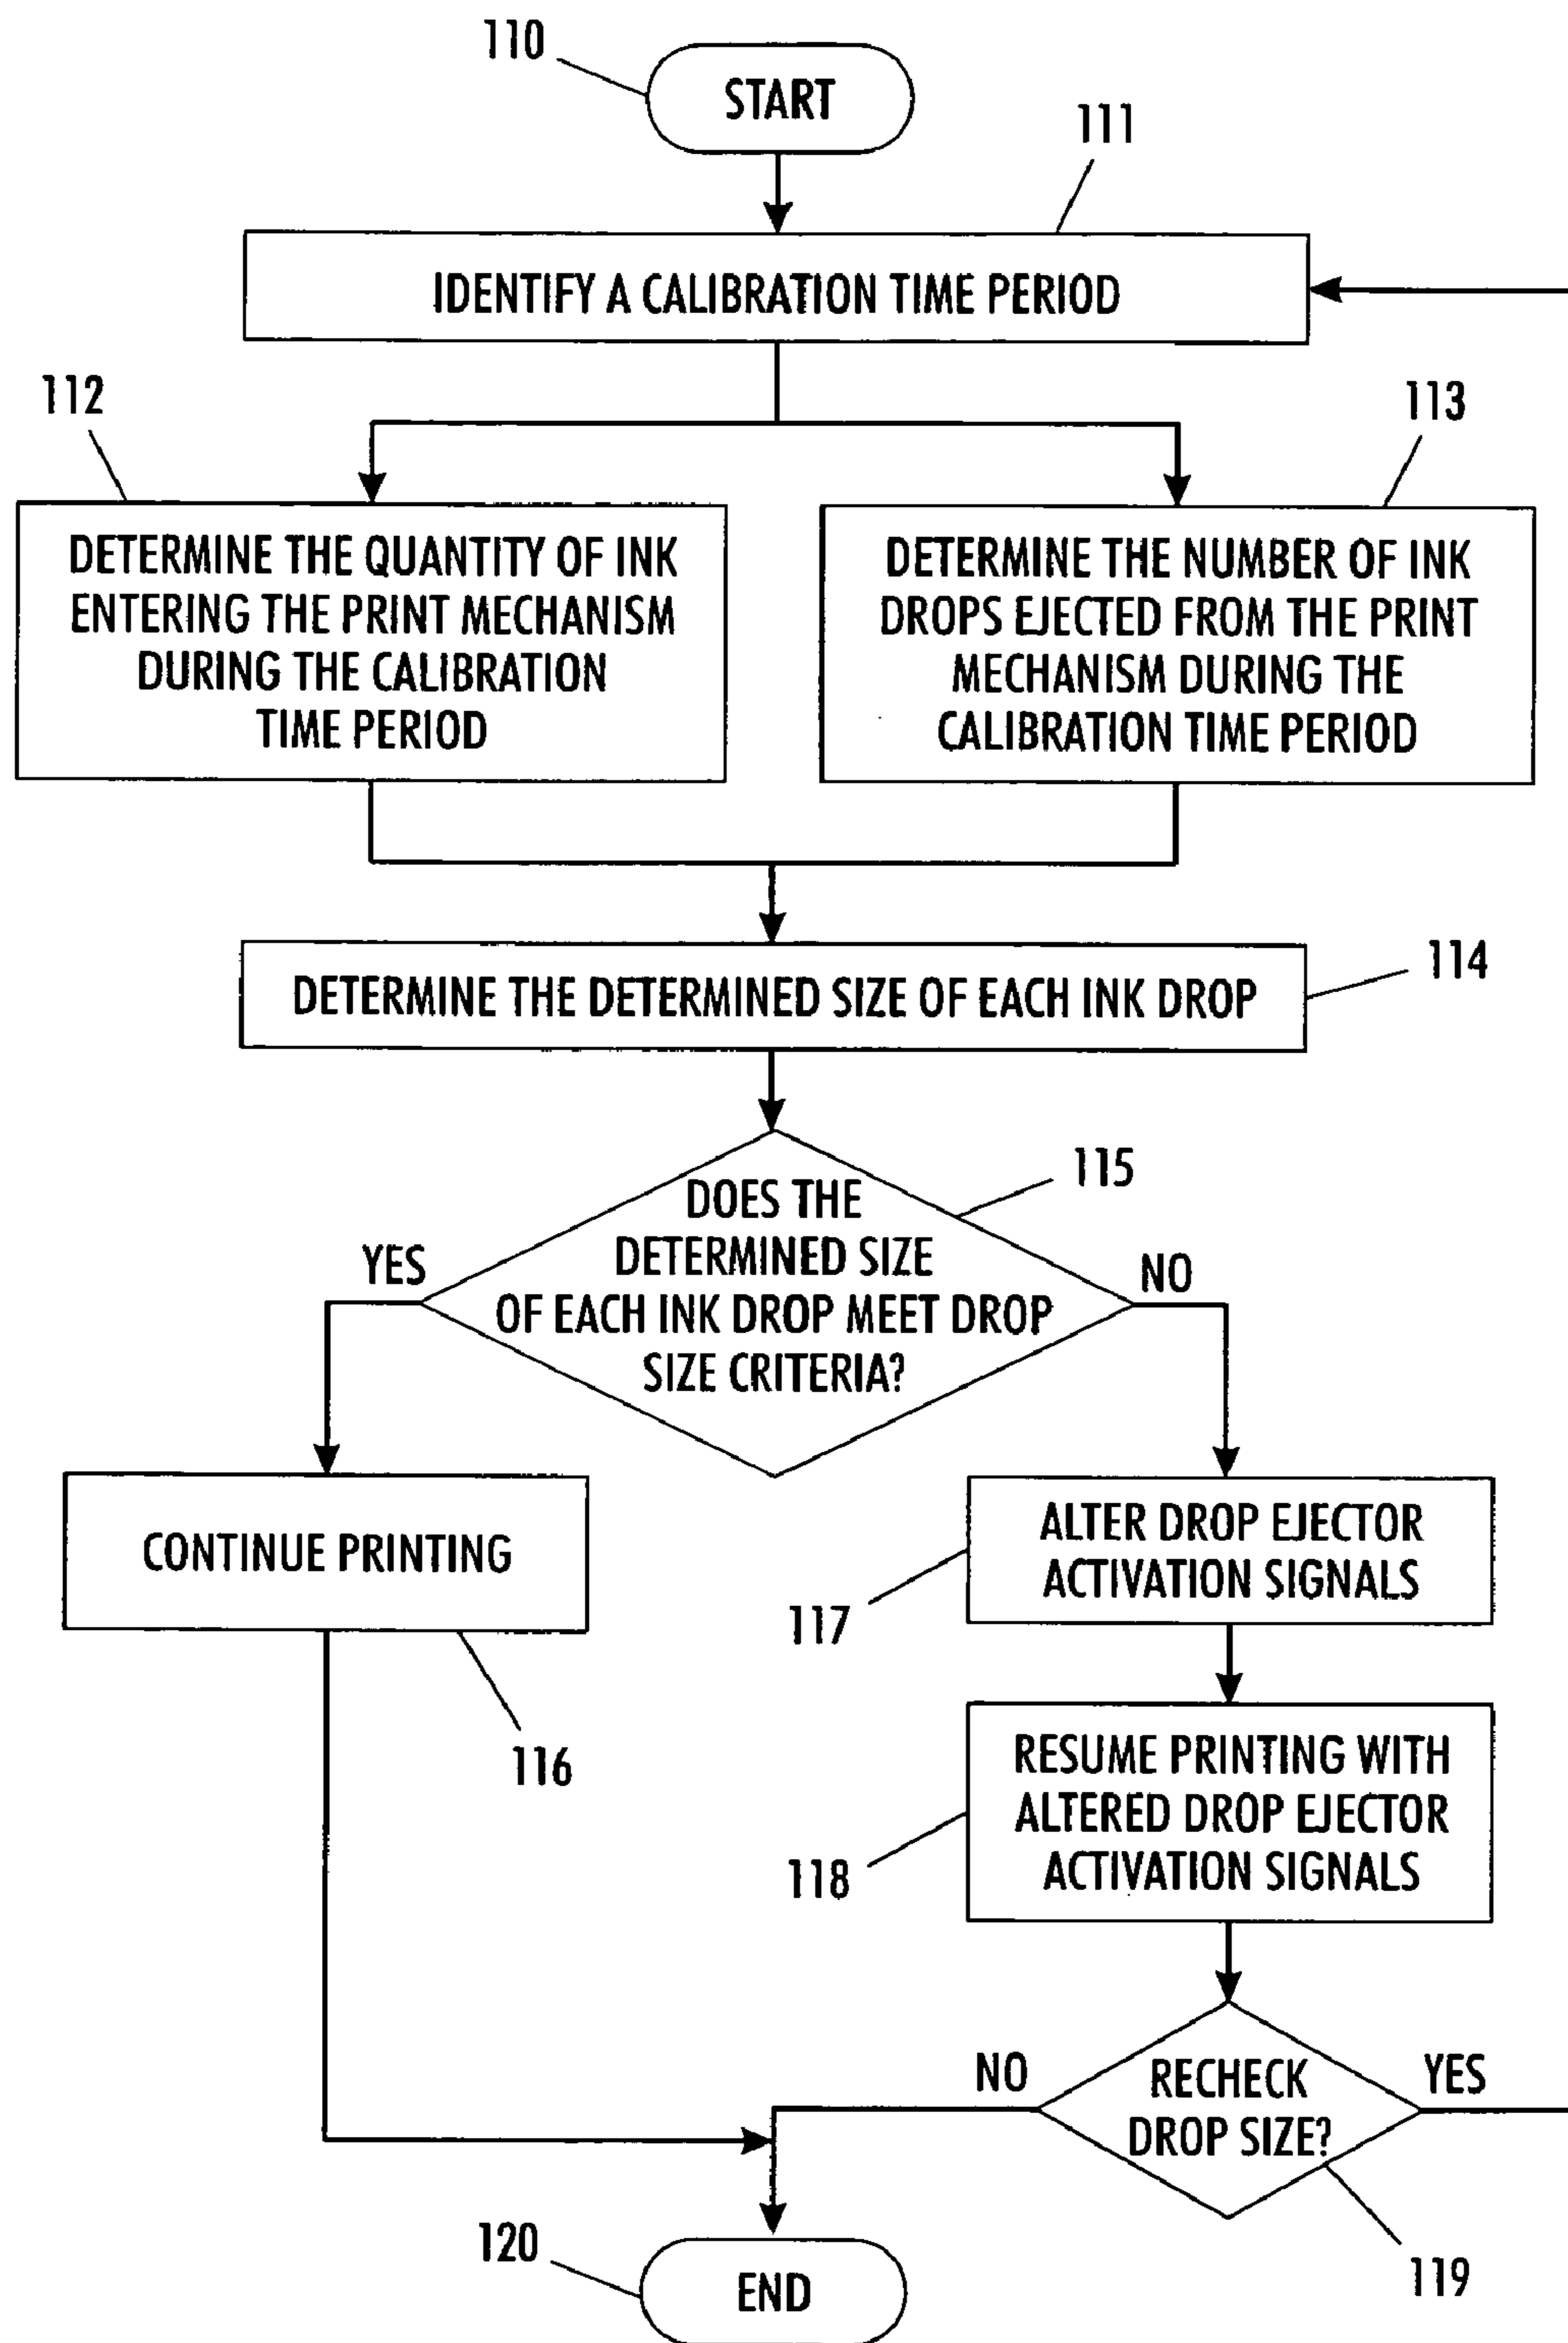 110
START
111
IDENTIFY A CALIBRATION TIME PERIOD
112
113
DETERMINE THE QUANTITY OF INK
ENTERING THE PRINT MECHANISM
DURING THE CALIBRATION
TIME PERIOD
DETERMINE THE NUMBER OF INK
DROPS EJECTED FROM THE PRINT
MECHANISM DURING THE
CALIBRATION TIME PERIOD
DETERMINE THE DETERMINED SIZE OF EACH INK DROP
114
115
DOES THE
DETERMINED SIZE
OF EACH INK DROP MEET DROP
SIZE CRITERIA?
YES
NO
CONTINUE PRINTING
116
ALTER DROP EJECTOR
ACTIVATION SIGNALS
117
RESUME PRINTING WITH
ALTERED DROP EJECTOR
ACTIVATION SIGNALS
118
NO
RECHECK
DROP SIZE?
YES
119
120
END